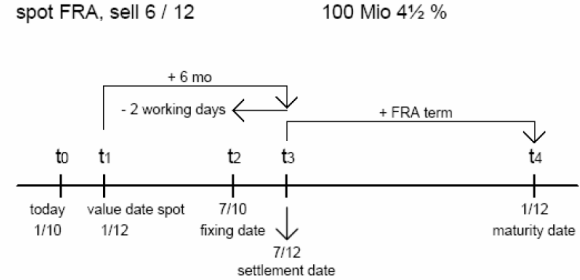 spot FRA, sell 6 / 12 100 Mio 4½ %
+ 6 mo
- 2 working days
+ FRA term
t0 t1 t2 t3 t4
today value date spot 7/10 1/12
1/10 1/12 fixing date maturity date
7/12
settlement date